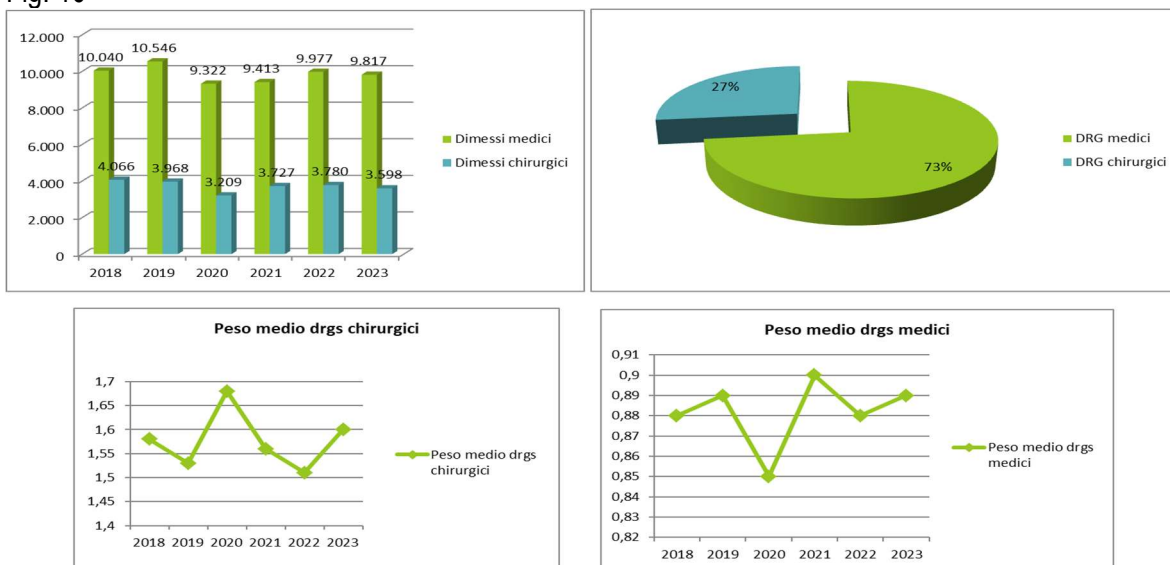 Fig.
12.000
10.000
8.000
6.000
4.000
2.000
0
10.040
10.546
9.322
9.413
9.977
9.817
4.066
3.968
3.209
3.727
3.780
3.598
2018 2019 2020 2021 2022 2023
Dimessi medici
Dimessi chirurgici
27%
73%
DRG medici
DRG chirurgici
Peso medio drgs chirurgici
1,7
1,65
1,6
1,55
1,5
1,45
1,4
2018 2019 2020 2021 2022 2023
Peso medio drgs
chirurgici
Peso medio drgs medici
0,91
0,9
0,89
0,88
0,87
0,86
0,85
0,84
0,83
0,82
2018 2019 2020 2021 2022 2023
Peso medio drgs
medici